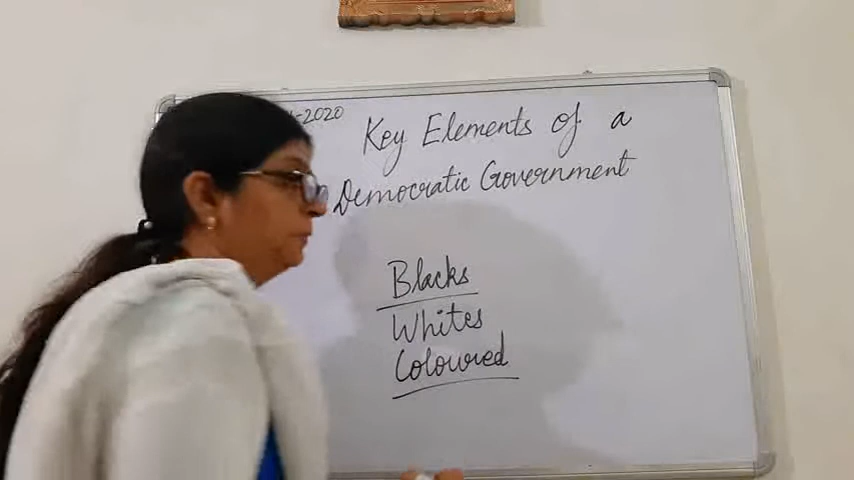 -2020
Key Elements of a
Democratic Government
Blacks
Whites
Coloured